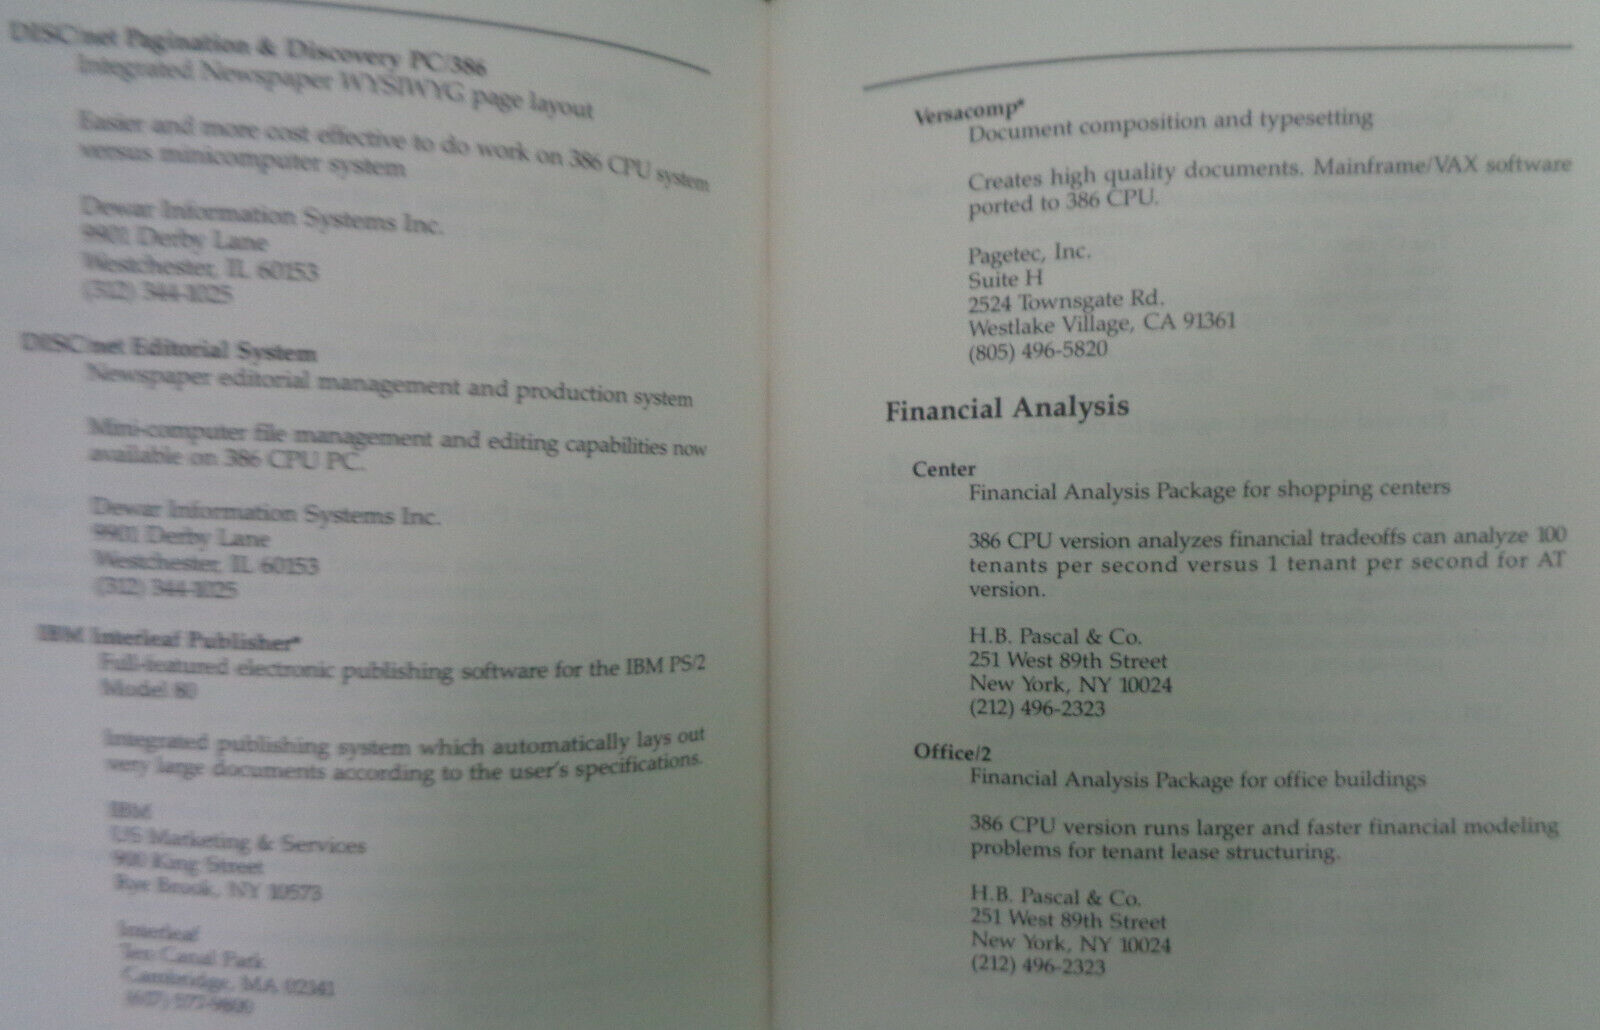 DISC/net Pagination & Discovery PC/386
Integrated Newspaper WYSIWYG page layout
Easier and more cost effective to do work on 386 CPU system
versus minicomputer system
Dewar Information Systems Inc.
9901 Derby Lane
Westchester, IL 60153
(312) 344-1025
DISC/net Editorial System
Newspaper editorial management and production system
Mini-computer file management and editing capabilities now
available on 386 CPU PC.
Dewar Information Systems Inc.
9901 Derby Lane
Westchester, IL 60153
(312) 344-1025
IBM Interleaf Publisher*
Full-featured electronic publishing software for the IBM PS/2
Model 80
Integrated publishing system which automatically lays out
very large documents according to the user's specifications.
IBM
US Marketing & Services
900 King Street
Rye Brook, NY 10573
Interleaf
Ten Canal Park
Cambridge, MA 02141
(617) 577-9800
Versacomp*
Document composition and typesetting
Creates high quality documents. Mainframe/VAX software
ported to 386 CPU.
Pagetec, Inc.
Suite H
2524 Townsgate Rd.
Westlake Village, CA 91361
(805) 496-5820
Financial Analysis
Center
Financial Analysis Package for shopping centers
386 CPU version analyzes financial tradeoffs can analyze 100
tenants per second versus 1 tenant per second for AT
version.
H.B. Pascal & Co.
251 West 89th Street
New York, NY 10024
(212) 496-2323
Office/2
Financial Analysis Package for office buildings
386 CPU version runs larger and faster financial modeling
problems for tenant lease structuring.
H.B. Pascal & Co.
251 West 89th Street
New York, NY 10024
(212) 496-2323